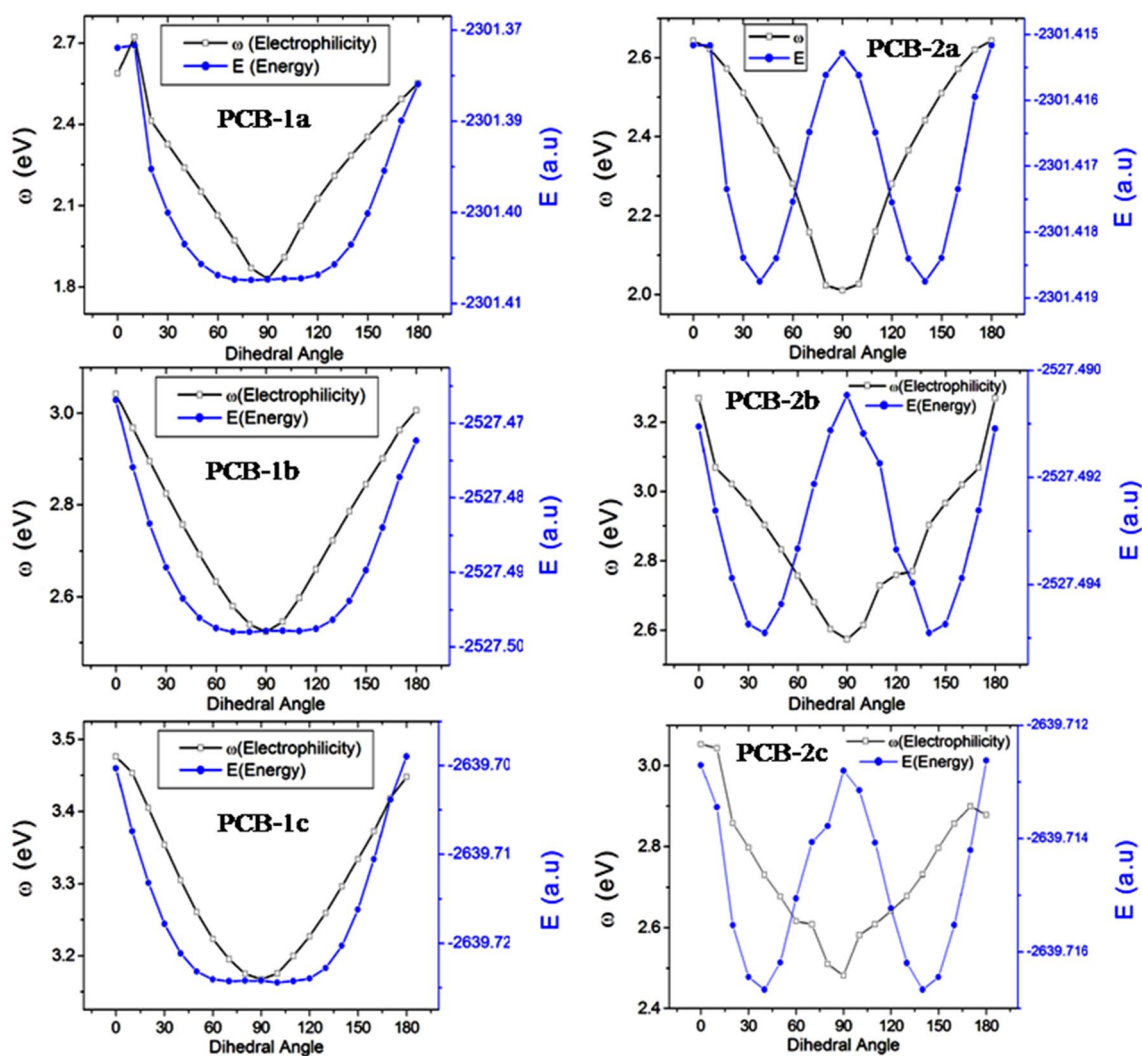 2.7
2.4
2.1
1.8
ω (eV)
ω (Electrophilicity)
E (Energy)
PCB-1a
-2301.37
-2301.39
-2301.40
-2301.41
E (a.u)
0 30 60 90 120 150 180
Dihedral Angle
2.6
2.4
2.2
2.0
ω (eV)
ω
E
PCB-2a
-2301.415
-2301.416
-2301.417
-2301.418
-2301.419
E (a.u)
0 30 60 90 120 150 180
Dihedral Angle
3.0
2.8
2.6
ω (eV)
ω(Electrophilicity)
E(Energy)
PCB-1b
-2527.47
-2527.48
-2527.49
-2527.50
E (a.u)
0 30 60 90 120 150 180
Dihedral Angle
3.2
3.0
2.8
2.6
ω (eV)
ω(Electrophilicity)
E(Energy)
PCB-2b
-2527.490
-2527.492
-2527.494
E (a.u)
0 30 60 90 120 150 180
Dihedral Angle
3.5
3.4
3.3
3.2
ω (eV)
ω(Electrophilicity)
E(Energy)
PCB-1c
-2639.70
-2639.71
-2639.72
E (a.u)
0 30 60 90 120 150 180
Dihedral Angle
3.0
2.8
2.6
2.4
ω (eV)
ω(Electrophilicity)
E(Energy)
PCB-2c
-2639.712
-2639.714
-2639.716
E (a.u)
0 30 60 90 120 150 180
Dihedral Angle